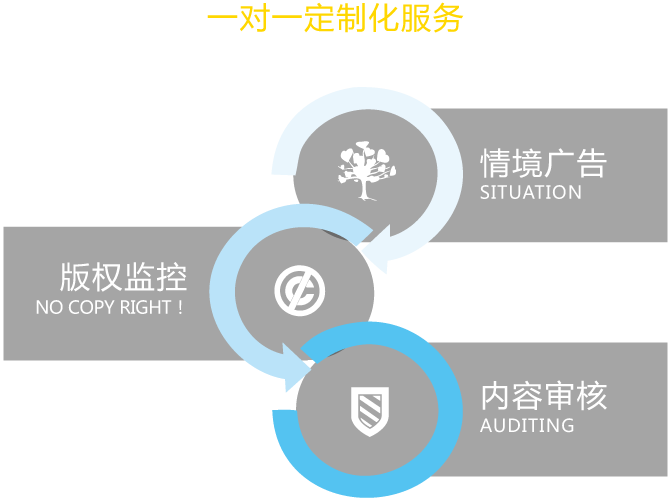 一对一定制化服务
情境广告
SITUATION
版权监控
NO COPY RIGHT！
内容审核
AUDITING